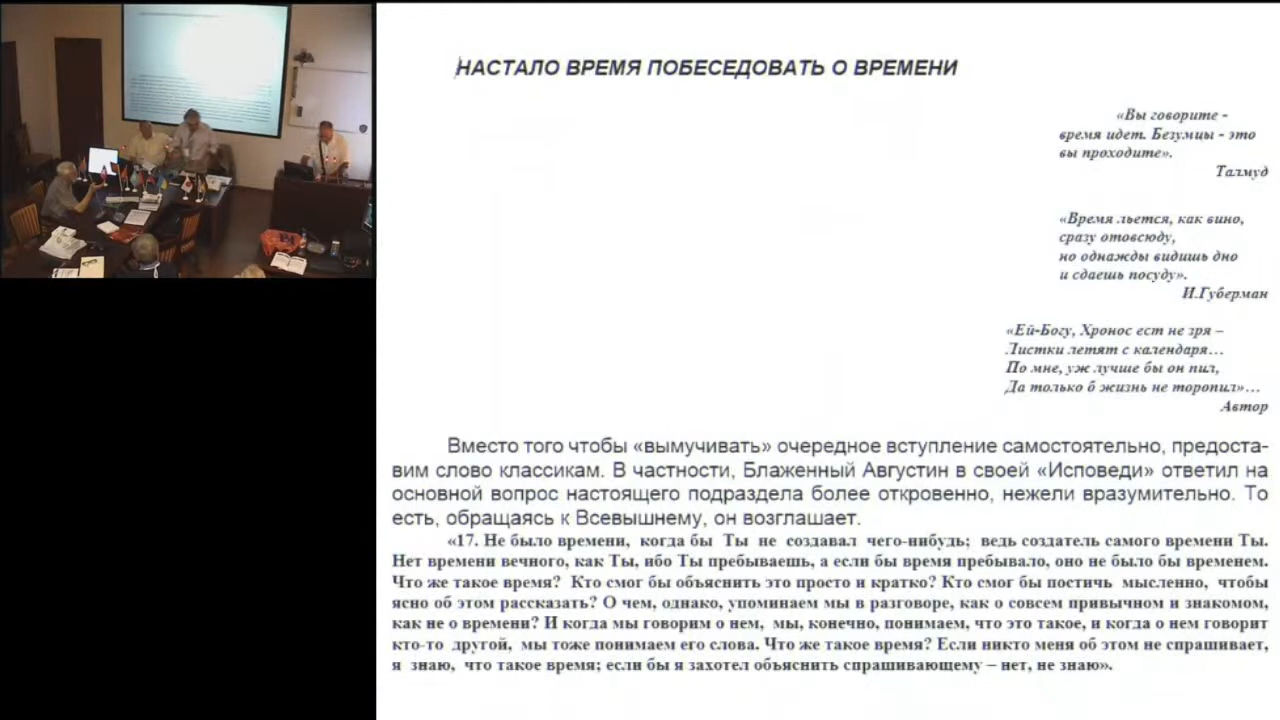 НАСТАЛО ВРЕМЯ ПОБЕСЕДОВАТЬ О ВРЕМЕНИ
«Вы говорите -
время идет. Безумцы - это
вы проходите».
Талмуд
«Время льется, как вино,
сразу отовсюду,
но однажды видишь дно
и сдаешь посуду».
И.Губерман
«Ей-Богу, Хронос ест не зря –
Листки летят с календаря…
По мне, уж лучше бы он пил,
Да только б жизнь не торопил»…
Автор
Вместо того чтобы «вымучивать» очередное вступление самостоятельно, предоста-
вим слово классикам. В частности, Блаженный Августин в своей «Исповеди» ответил на
основной вопрос настоящего подраздела более откровенно, нежели вразумительно. То
есть, обращаясь к Всевышнему, он возглашает.
«17. Не было времени, когда бы Ты не создавал чего-нибудь; ведь создатель самого времени Ты.
Нет времени вечного, как Ты, ибо Ты пребываешь, а если бы время пребывало, оно не было бы временем.
Что же такое время? Кто смог бы объяснить это просто и кратко? Кто смог бы постичь мысленно, чтобы
ясно об этом рассказать? О чем, однако, упоминаем мы в разговоре, как о совсем привычном и знакомом,
как не о времени? И когда мы говорим о нем, мы, конечно, понимаем, что это такое, и когда о нем говорит
кто-то другой, мы тоже понимаем его слова. Что же такое время? Если никто меня об этом не спрашивает,
я знаю, что такое время; если бы я захотел объяснить спрашивающему – нет, не знаю».